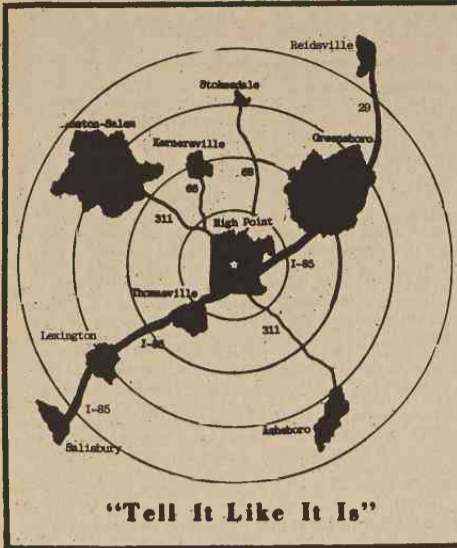 Reidsville
Stokesdale
29
Kernersville
Greensboro
68
66
311
High Point
I-85
Thomasville
311
Lexington
I-85
I-85
Asheboro
Salisbury
"Tell It Like It Is"